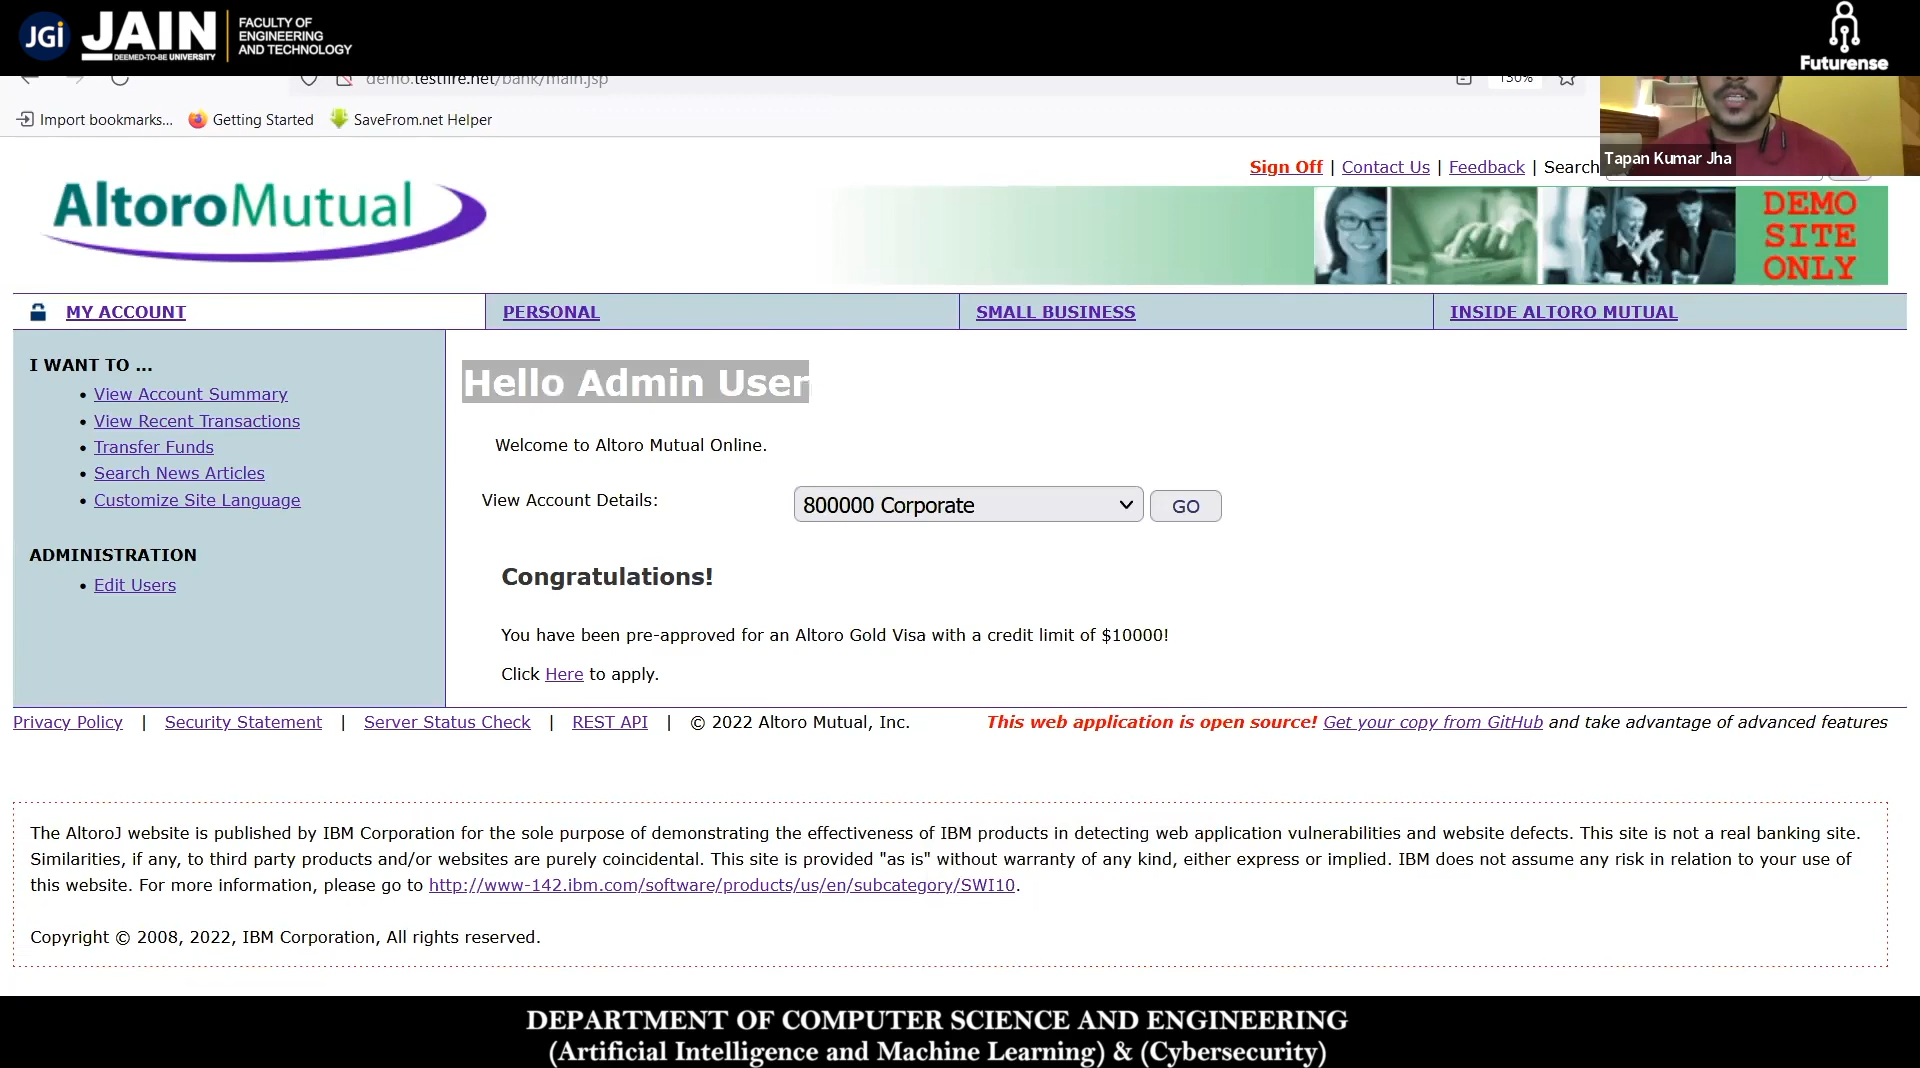 JGi JAIN DEEMED-TO-BE UNIVERSITY
FACULTY OF
ENGINEERING
AND TECHNOLOGY
Futurense
demo.testfire.net/bank/main.jsp
130%
Import bookmarks...
Getting Started
SaveFrom.net Helper
Tapan Kumar Jha
Sign Off | Contact Us | Feedback | Search
AltoroMutual
DEMO
SITE
ONLY
MY ACCOUNT
PERSONAL
SMALL BUSINESS
INSIDE ALTORO MUTUAL
I WANT TO ...
• View Account Summary
• View Recent Transactions
• Transfer Funds
• Search News Articles
• Customize Site Language
ADMINISTRATION
• Edit Users
Hello Admin User
Welcome to Altoro Mutual Online.
View Account Details: 800000 Corporate GO
Congratulations!
You have been pre-approved for an Altoro Gold Visa with a credit limit of $10000!
Click Here to apply.
Privacy Policy | Security Statement | Server Status Check | REST API | © 2022 Altoro Mutual, Inc.
This web application is open source! Get your copy from GitHub and take advantage of advanced features
The AltoroJ website is published by IBM Corporation for the sole purpose of demonstrating the effectiveness of IBM products in detecting web application vulnerabilities and website defects. This site is not a real banking site.
Similarities, if any, to third party products and/or websites are purely coincidental. This site is provided "as is" without warranty of any kind, either express or implied. IBM does not assume any risk in relation to your use of
this website. For more information, please go to http://www-142.ibm.com/software/products/us/en/subcategory/SWI10.
Copyright © 2008, 2022, IBM Corporation, All rights reserved.
DEPARTMENT OF COMPUTER SCIENCE AND ENGINEERING
(Artificial Intelligence and Machine Learning) & (Cybersecurity)